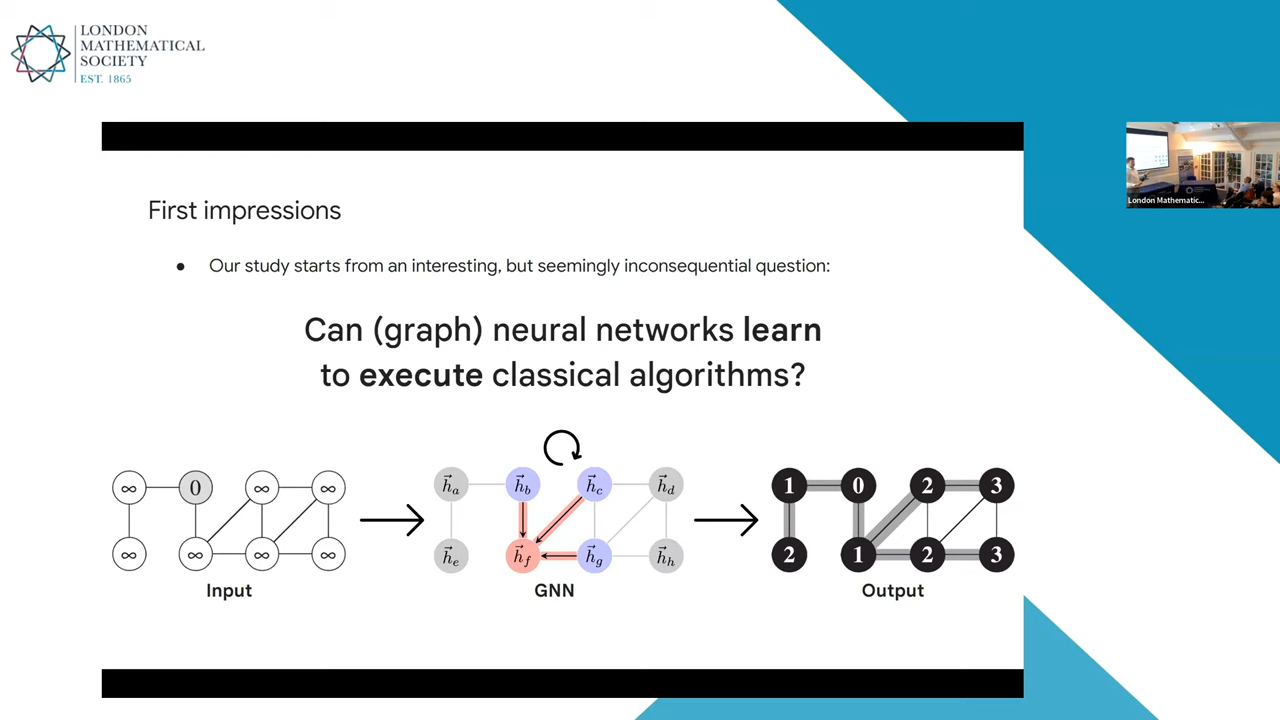 LONDON
MATHEMATICAL
SOCIETY
EST. 1865
London Mathematic...
First impressions
● Our study starts from an interesting, but seemingly inconsequential question:
Can (graph) neural networks learn
to execute classical algorithms?
∞ 0 ∞ ∞
∞ ∞ ∞ ∞
Input
h⃗a h⃗b h⃗c h⃗d
h⃗e h⃗f h⃗g h⃗h
GNN
1 0 2 3
2 1 2 3
Output